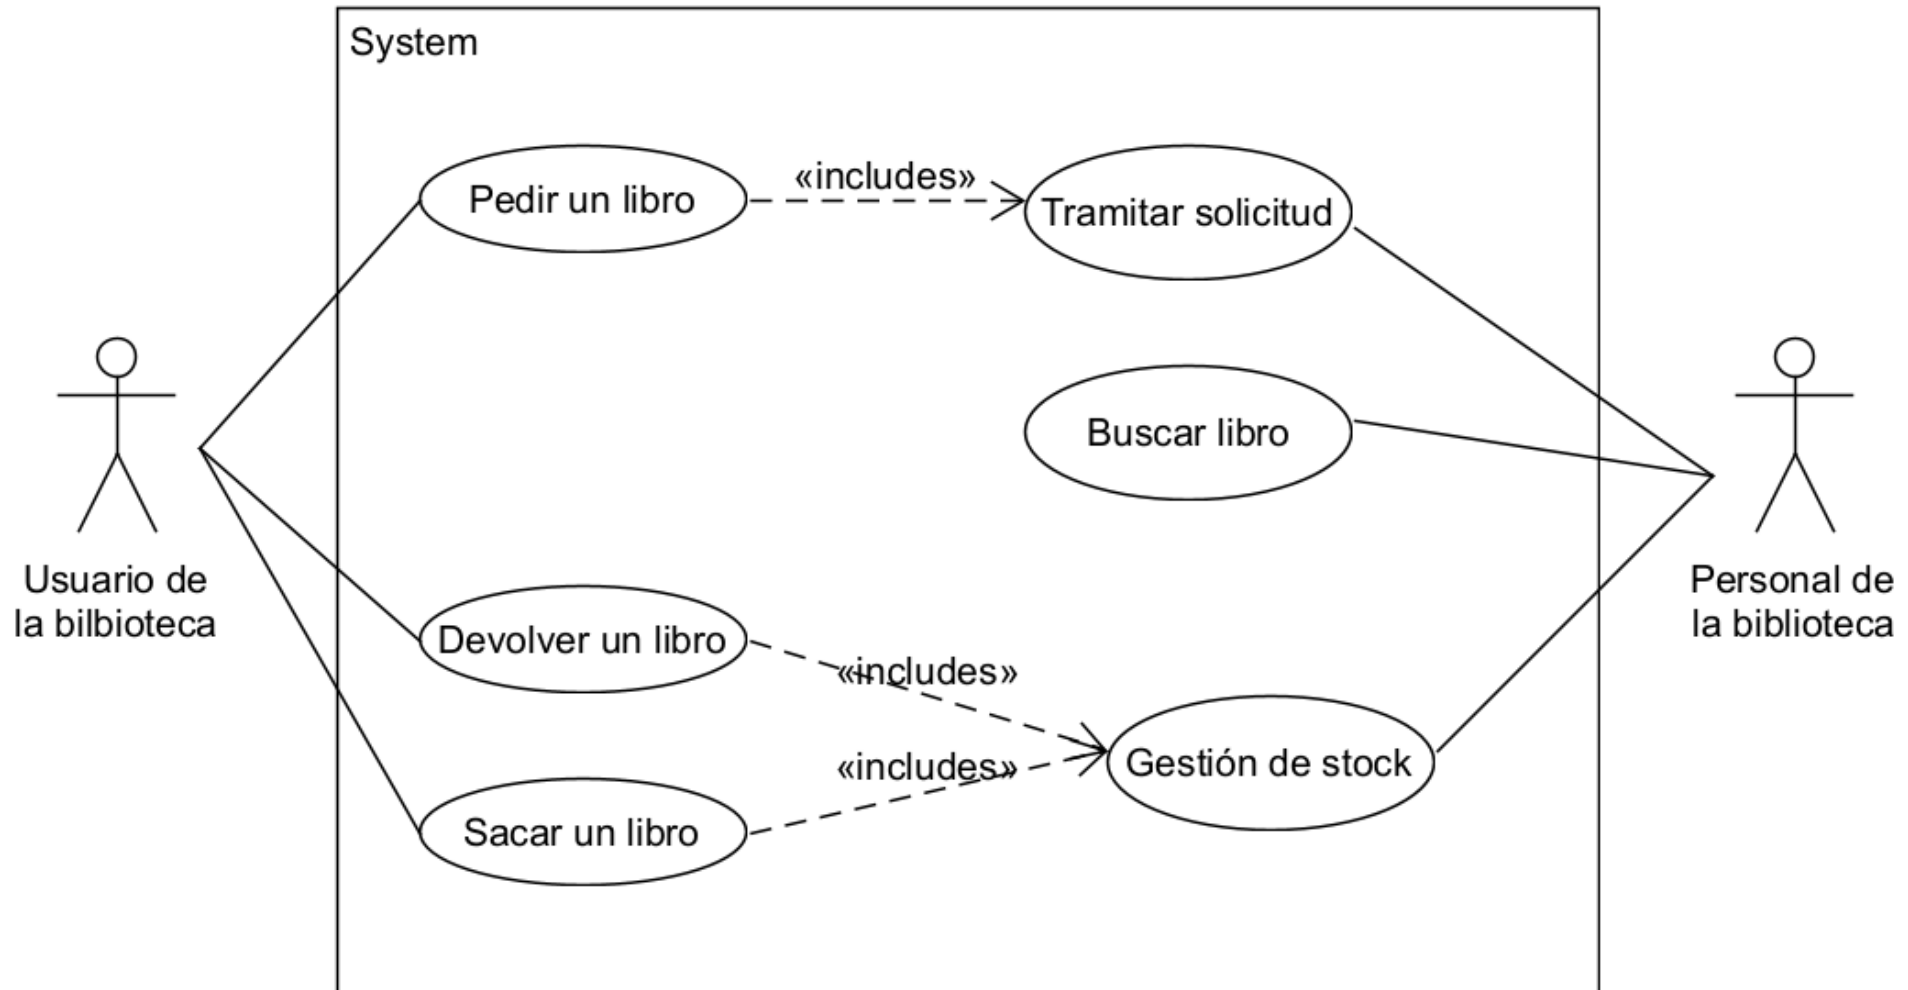 System
Pedir un libro
«includes»
Tramitar solicitud
Buscar libro
Usuario de
la bilbioteca
Personal de
la biblioteca
Devolver un libro
«includes»
«includes»
Gestión de stock
Sacar un libro